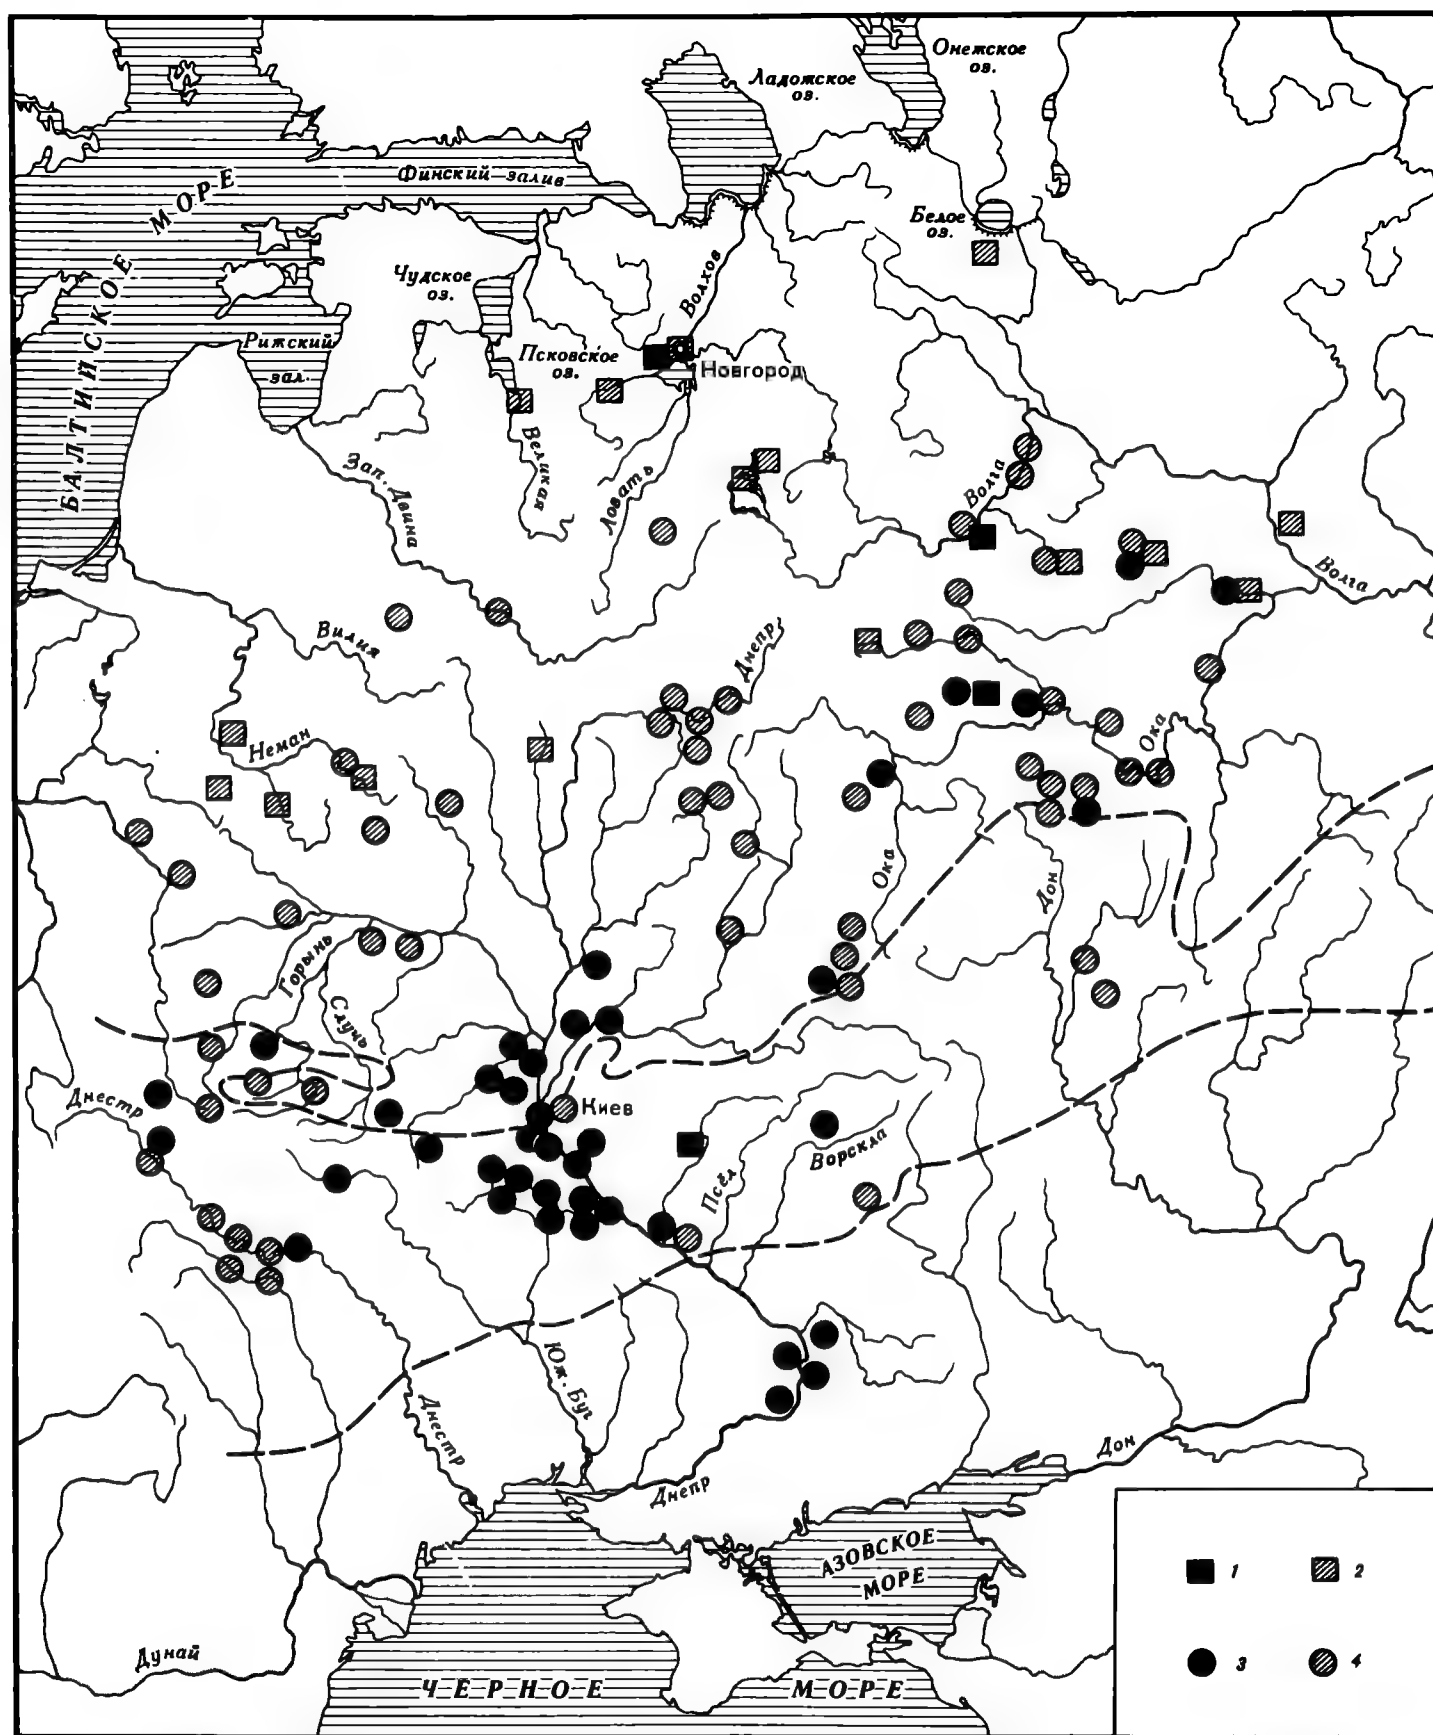 Онежское
оз.
Ладожское
оз.
Финский залив
БАЛТИЙСКОЕ МОРЕ
Белое
оз.
Чудское
оз.
Волхов
Рижский
зал.
Псковское
оз.
Новгород
Великая
Зап. Двина
Ловать
Волга
Волга
Вилия
Днепр
Неман
Ока
Ока
Дон
Горынь
Случь
Днестр
Киев
Псёл
Ворскла
Юж. Буг
Днестр
Днепр
Дон
АЗОВСКОЕ
МОРЕ
Дунай
ЧЕРНОЕ МОРЕ
1
2
3
4